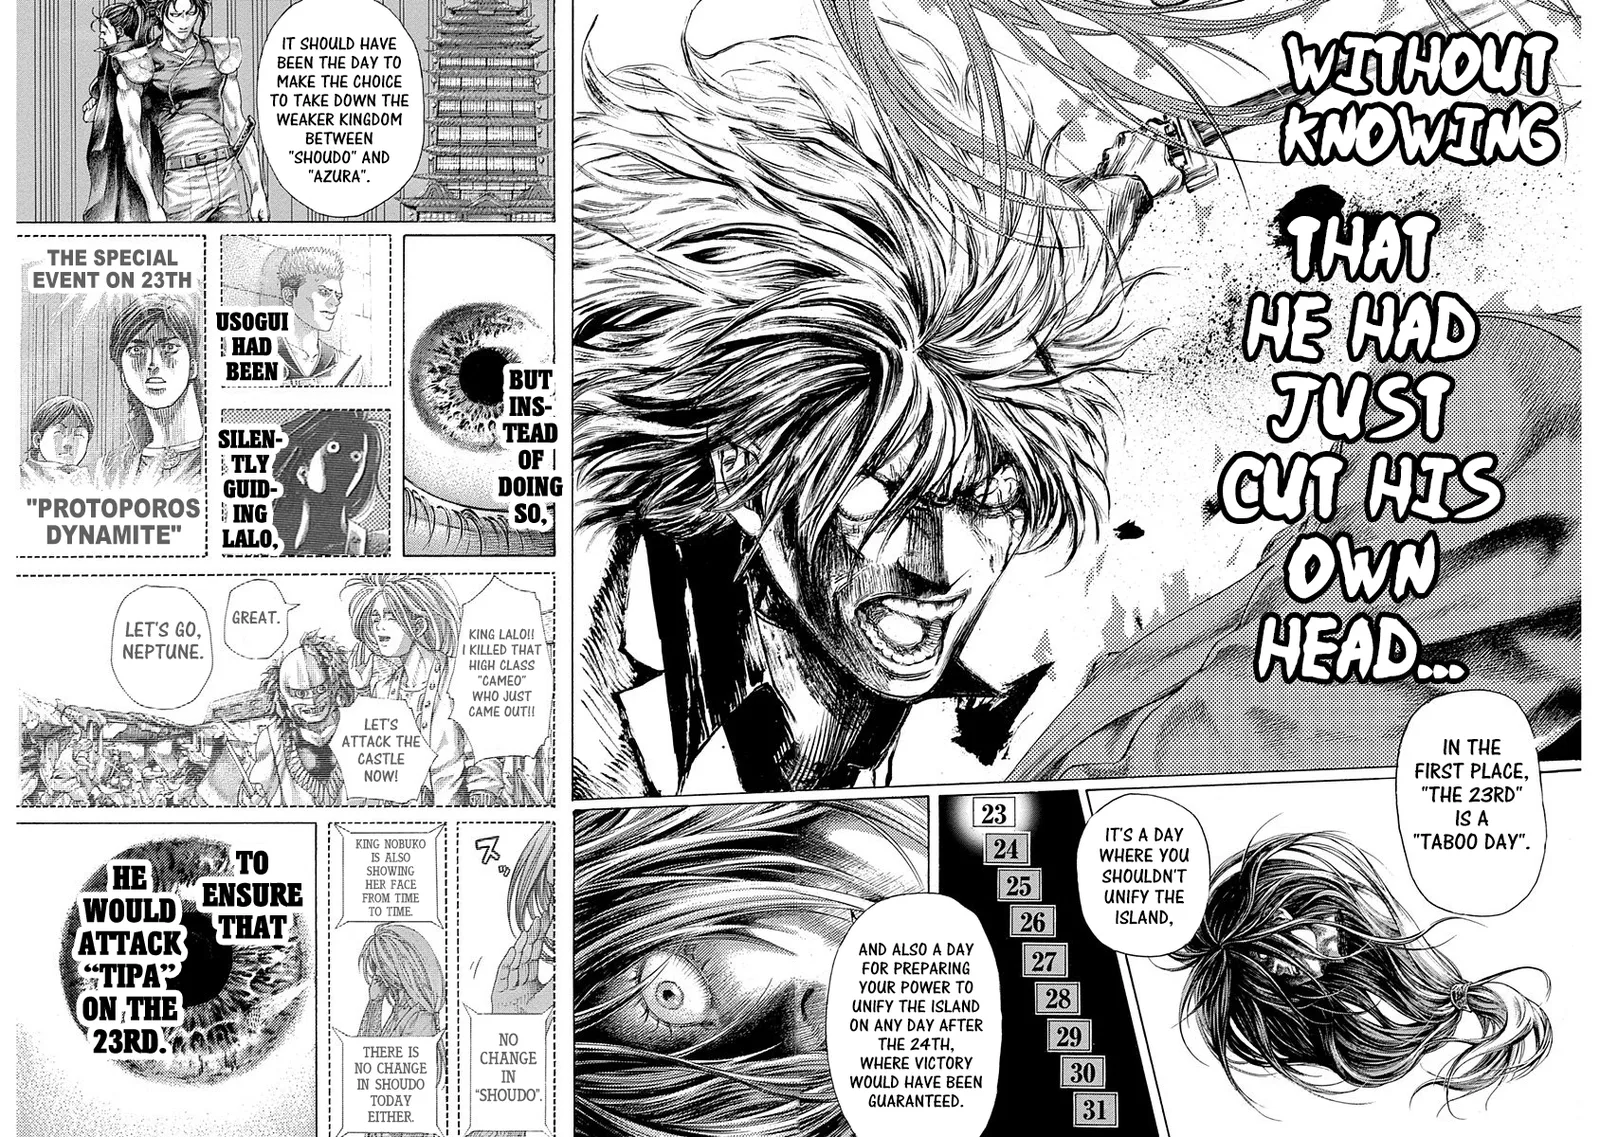 WITHOUT
KNOWING
THAT
HE HAD
JUST
CUT HIS
OWN
HEAD...
IN THE
FIRST PLACE,
"THE 23RD"
IS A
"TABOO DAY".
IT'S A DAY
WHERE YOU
SHOULDN'T
UNIFY THE
ISLAND,
23
24
25
26
27
28
29
30
31
AND ALSO A DAY
FOR PREPARING
YOUR POWER TO
UNIFY THE ISLAND
ON ANY DAY AFTER
THE 24TH,
WHERE VICTORY
WOULD HAVE BEEN
GUARANTEED.
IT SHOULD HAVE
BEEN THE DAY TO
MAKE THE CHOICE
TO TAKE DOWN THE
WEAKER KINGDOM
BETWEEN
"SHOUDO" AND
"AZURA".
BUT
INS-
TEAD
OF
DOING
SO,
USOGUI
HAD
BEEN
SILEN-
TLY
GUID-
ING
LALO,
THE SPECIAL
EVENT ON 23TH
"PROTOPOROS
DYNAMITE"
KING LALO!!
I KILLED THAT
HIGH CLASS
"CAMEO"
WHO JUST
CAME OUT!!
LET'S
ATTACK THE
CASTLE
NOW!
GREAT.
LET'S GO,
NEPTUNE.
ズッ
NO
CHANGE
IN
"SHOUDO".
KING NOBUKO
IS ALSO
SHOWING
HER FACE
FROM TIME
TO TIME.
THERE IS
NO CHANGE
IN SHOUDO
TODAY
EITHER.
TO
ENSURE
THAT
HE
WOULD
ATTACK
"TIPA"
ON THE
23RD.